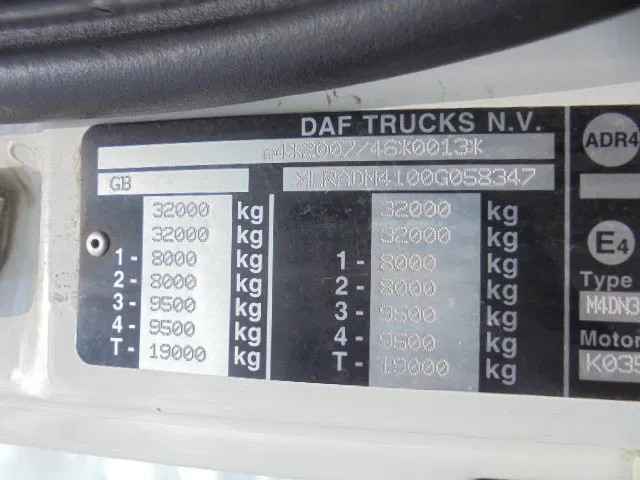 DAF TRUCKS N.V.
e4*2007/46*0013*
GB XLRADM4100G058347
32000 kg 32000 kg
32000 kg 32000 kg
1 - 8000 kg 1 - 8000 kg
2 - 8000 kg 2 - 8000 kg
3 - 9500 kg 3 - 9500 kg
4 - 9500 kg 4 - 9500 kg
T - 19000 kg T - 19000 kg
ADR4
E4
Type
M4DN3
Motor
K035